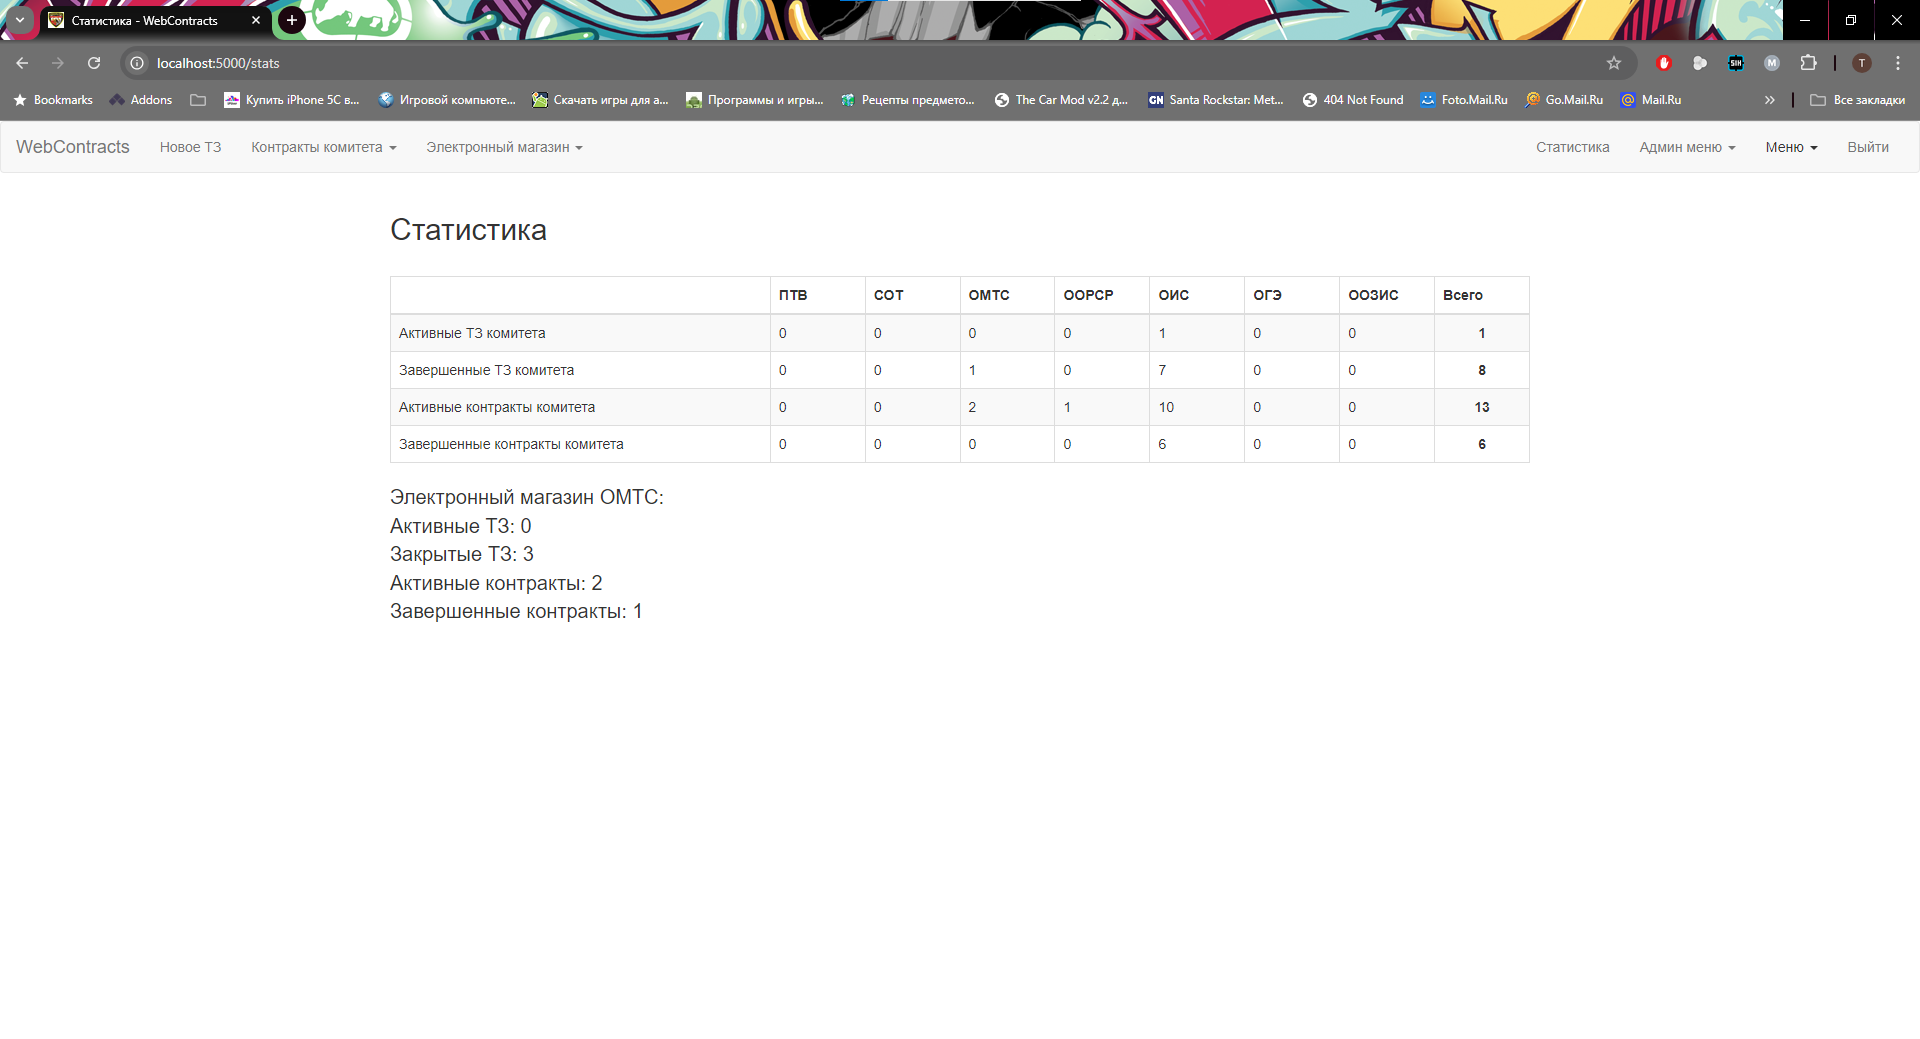 Статистика - WebContracts
localhost:5000/stats
Bookmarks Addons Купить iPhone 5C в... Игровой компьюте... Скачать игры для а... Программы и игры... Рецепты предмето... The Car Mod v2.2 д... GN Santa Rockstar: Met... 404 Not Found Foto.Mail.Ru Go.Mail.Ru Mail.Ru Все закладки
WebContracts Новое ТЗ Контракты комитета Электронный магазин Статистика Админ меню Меню Выйти
Статистика
ПТВ СОТ ОМТС ООРСР ОИС ОГЭ ООЗИС Всего
Активные ТЗ комитета 0 0 0 0 1 0 0 1
Завершенные ТЗ комитета 0 0 1 0 7 0 0 8
Активные контракты комитета 0 0 2 1 10 0 0 13
Завершенные контракты комитета 0 0 0 0 6 0 0 6
Электронный магазин ОМТС:
Активные ТЗ: 0
Закрытые ТЗ: 3
Активные контракты: 2
Завершенные контракты: 1